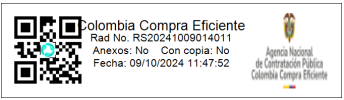 Colombia Compra Eficiente
Rad No. RS20241009014011
Anexos: No Con copia: No
Fecha: 09/10/2024 11:47:52
Agencia Nacional
de Contratación Pública
Colombia Compra Eficiente